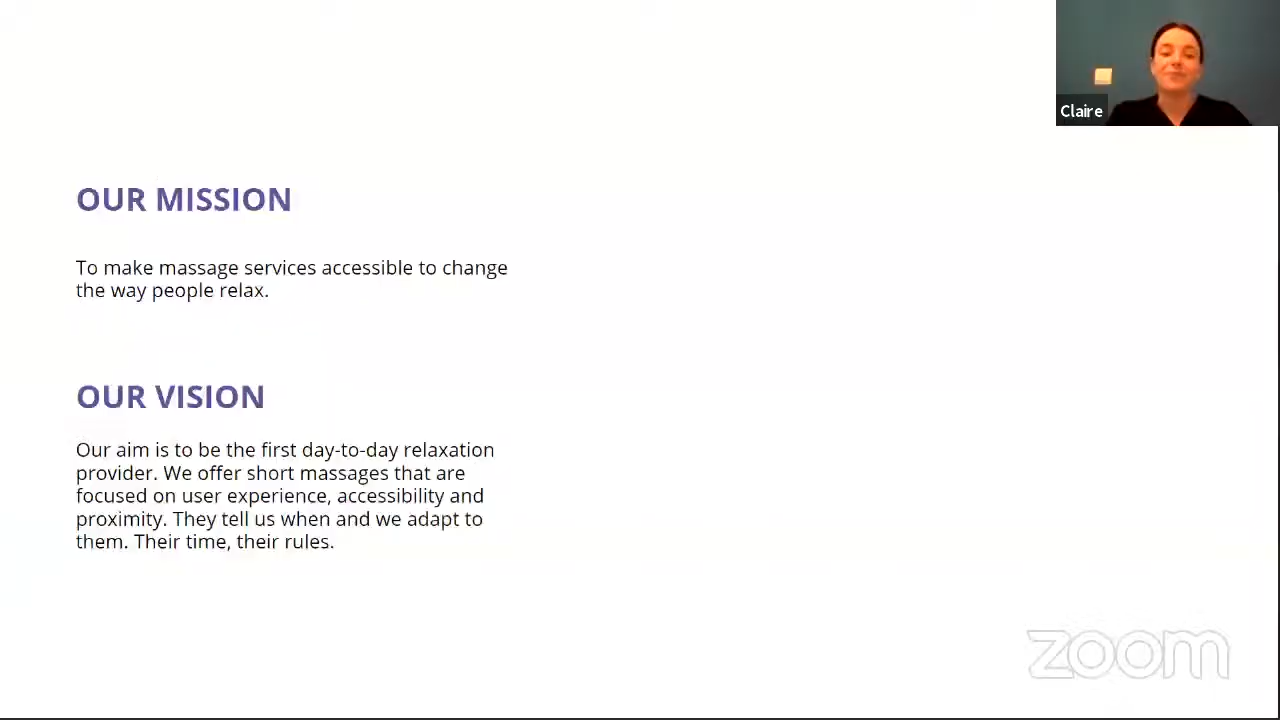 Claire
OUR MISSION
To make massage services accessible to change
the way people relax.
OUR VISION
Our aim is to be the first day-to-day relaxation
provider. We offer short massages that are
focused on user experience, accessibility and
proximity. They tell us when and we adapt to
them. Their time, their rules.
zoom